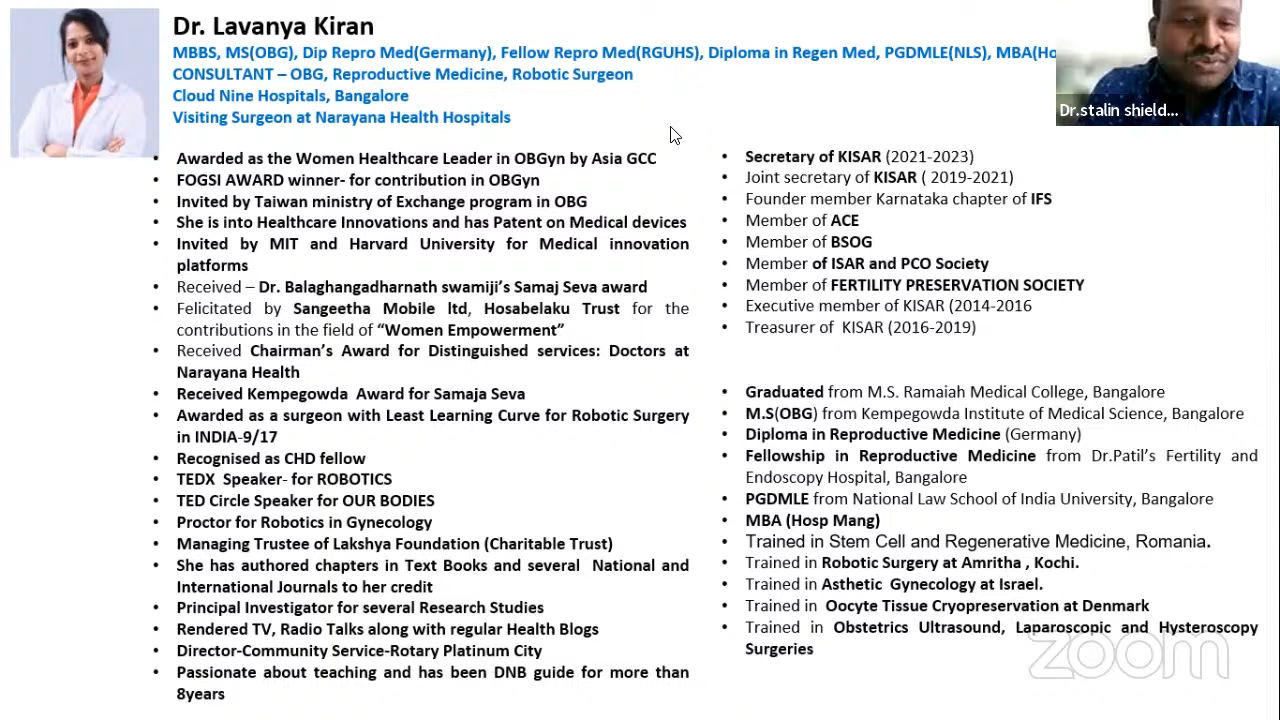 Dr. Lavanya Kiran
MBBS, MS(OBG), Dip Repro Med(Germany), Fellow Repro Med(RGUHS), Diploma in Regen Med, PGDMLE(NLS), MBA(Ho
CONSULTANT – OBG, Reproductive Medicine, Robotic Surgeon
Cloud Nine Hospitals, Bangalore
Visiting Surgeon at Narayana Health Hospitals
Dr.stalin shield...
• Awarded as the Women Healthcare Leader in OBGyn by Asia GCC
• FOGSI AWARD winner- for contribution in OBGyn
• Invited by Taiwan ministry of Exchange program in OBG
• She is into Healthcare Innovations and has Patent on Medical devices
• Invited by MIT and Harvard University for Medical innovation
platforms
• Received – Dr. Balaghangadharnath swamiji's Samaj Seva award
• Felicitated by Sangeetha Mobile ltd, Hosabelaku Trust for the
contributions in the field of “Women Empowerment”
• Received Chairman's Award for Distinguished services: Doctors at
Narayana Health
• Received Kempegowda Award for Samaja Seva
• Awarded as a surgeon with Least Learning Curve for Robotic Surgery
in INDIA-9/17
• Recognised as CHD fellow
• TEDX Speaker- for ROBOTICS
• TED Circle Speaker for OUR BODIES
• Proctor for Robotics in Gynecology
• Managing Trustee of Lakshya Foundation (Charitable Trust)
• She has authored chapters in Text Books and several National and
International Journals to her credit
• Principal Investigator for several Research Studies
• Rendered TV, Radio Talks along with regular Health Blogs
• Director-Community Service-Rotary Platinum City
• Passionate about teaching and has been DNB guide for more than
8years
• Secretary of KISAR (2021-2023)
• Joint secretary of KISAR ( 2019-2021)
• Founder member Karnataka chapter of IFS
• Member of ACE
• Member of BSOG
• Member of ISAR and PCO Society
• Member of FERTILITY PRESERVATION SOCIETY
• Executive member of KISAR (2014-2016
• Treasurer of KISAR (2016-2019)
• Graduated from M.S. Ramaiah Medical College, Bangalore
• M.S(OBG) from Kempegowda Institute of Medical Science, Bangalore
• Diploma in Reproductive Medicine (Germany)
• Fellowship in Reproductive Medicine from Dr.Patil's Fertility and
Endoscopy Hospital, Bangalore
• PGDMLE from National Law School of India University, Bangalore
• MBA (Hosp Mang)
• Trained in Stem Cell and Regenerative Medicine, Romania.
• Trained in Robotic Surgery at Amritha , Kochi.
• Trained in Asthetic Gynecology at Israel.
• Trained in Oocyte Tissue Cryopreservation at Denmark
• Trained in Obstetrics Ultrasound, Laparoscopic and Hysteroscopy
Surgeries
zoom